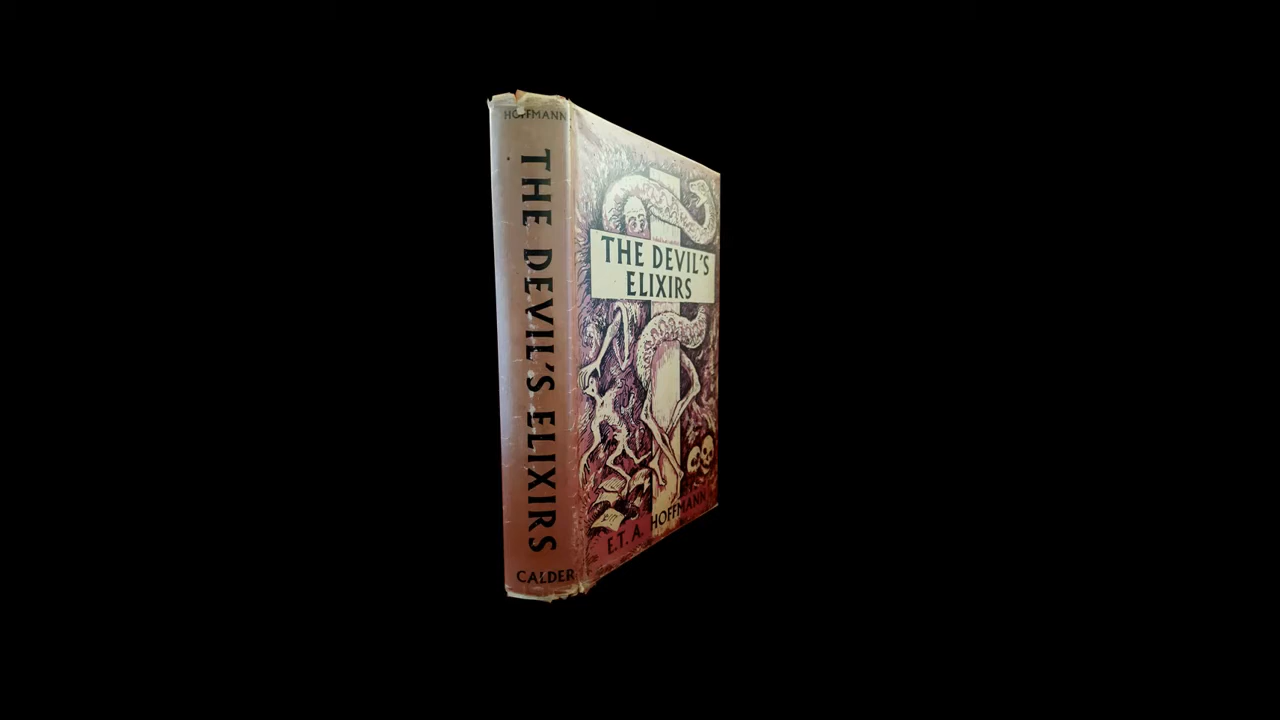 HOFFMANN
THE DEVIL'S ELIXIRS
CALDER
THE DEVIL'S
ELIXIRS
E.T. A. HOFFMANN